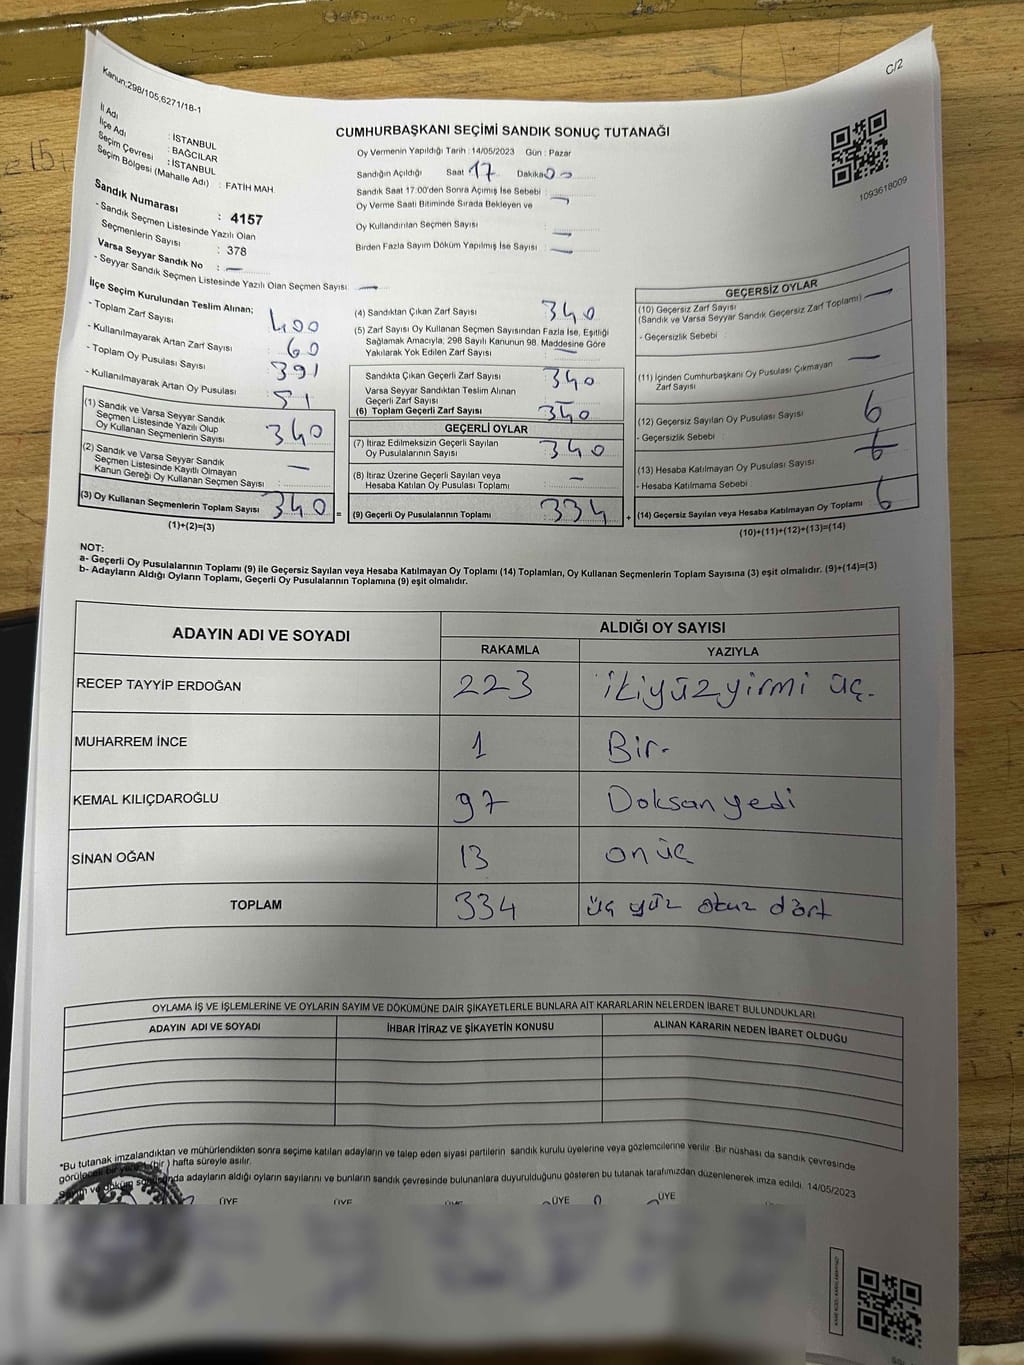 Kanun:298/105,6271/18-1
C/2
CUMHURBAŞKANI SEÇİMİ SANDIK SONUÇ TUTANAĞI
İl Adı : İSTANBUL
İlçe Adı : BAĞCILAR
Seçim Çevresi : İSTANBUL
Seçim Bölgesi (Mahalle Adı) : FATİH MAH.
Sandık Numarası : 4157
- Sandık Seçmen Listesinde Yazılı Olan
Seçmenlerin Sayısı : 378
Varsa Seyyar Sandık No : —
- Seyyar Sandık Seçmen Listesinde Yazılı Olan Seçmen Sayısı : —
Oy Vermenin Yapıldığı Tarih : 14/05/2023 Gün : Pazar
Sandığın Açıldığı Saat 17 Dakika 00
Sandık Saat 17:00'den Sonra Açımış İse Sebebi :
Oy Verme Saati Bitiminde Sırada Bekleyen ve —
Oy Kullandırılan Seçmen Sayısı : —
Birden Fazla Sayım Döküm Yapılmış İse Sayısı : —
1093618009
İlçe Seçim Kurulundan Teslim Alınan;
- Toplam Zarf Sayısı : 400
- Kullanılmayarak Artan Zarf Sayısı : 60
- Toplam Oy Pusulası Sayısı : 391
- Kullanılmayarak Artan Oy Pusulası : 51
(1) Sandık ve Varsa Seyyar Sandık
Seçmen Listesinde Yazılı Olup
Oy Kullanan Seçmenlerin Sayısı : 340
(2) Sandık ve Varsa Seyyar Sandık
Seçmen Listesinde Kayıtlı Olmayan
Kanun Gereği Oy Kullanan Seçmen Sayısı : —
(3) Oy Kullanan Seçmenlerin Toplam Sayısı : 340
(1)+(2)=(3)
=
(4) Sandıktan Çıkan Zarf Sayısı 340
(5) Zarf Sayısı Oy Kullanan Seçmen Sayısından Fazla İse, Eşitliği
Sağlamak Amacıyla, 298 Sayılı Kanunun 98. Maddesine Göre
Yakılarak Yok Edilen Zarf Sayısı : —
Sandıkta Çıkan Geçerli Zarf Sayısı 340
Varsa Seyyar Sandıktan Teslim Alınan
Geçerli Zarf Sayısı : —
(6) Toplam Geçerli Zarf Sayısı 340
GEÇERLİ OYLAR
(7) İtiraz Edilmeksizin Geçerli Sayılan
Oy Pusulalarının Sayısı : 340
(8) İtiraz Üzerine Geçerli Sayılan veya
Hesaba Katılan Oy Pusulası Toplamı : —
(9) Geçerli Oy Pusulalarının Toplamı : 334
+
GEÇERSİZ OYLAR
(10) Geçersiz Zarf Sayısı
(Sandık ve Varsa Seyyar Sandık Geçersiz Zarf Toplamı) —
- Geçersizlik Sebebi :
(11) İçinden Cumhurbaşkanı Oy Pusulası Çıkmayan
Zarf Sayısı : —
(12) Geçersiz Sayılan Oy Pusulası Sayısı : 6
- Geçersizlik Sebebi :
(13) Hesaba Katılmayan Oy Pusulası Sayısı
- Hesaba Katılmama Sebebi :
(14) Geçersiz Sayılan veya Hesaba Katılmayan Oy Toplamı 6
(10)+(11)+(12)+(13)=(14)
NOT:
a- Geçerli Oy Pusulalarının Toplamı (9) ile Geçersiz Sayılan veya Hesaba Katılmayan Oy Toplamı (14) Toplamları, Oy Kullanan Seçmenlerin Toplam Sayısına (3) eşit olmalıdır. (9)+(14)=(3)
b- Adayların Aldığı Oyların Toplamı, Geçerli Oy Pusulalarının Toplamına (9) eşit olmalıdır.
ADAYIN ADI VE SOYADI
ALDIĞI OY SAYISI
RAKAMLA YAZIYLA
RECEP TAYYİP ERDOĞAN 223 ikiyüzyirmi üç.
MUHARREM İNCE 1 Bir.
KEMAL KILIÇDAROĞLU 97 Doksan yedi
SİNAN OĞAN 13 on üç
TOPLAM 334 üç yüz otuz dört
OYLAMA İŞ VE İŞLEMLERİNE VE OYLARIN SAYIM VE DÖKÜMÜNE DAİR ŞİKAYETLERLE BUNLARA AİT KARARLARIN NELERDEN İBARET BULUNDUKLARI
ADAYIN ADI VE SOYADI İHBAR İTİRAZ VE ŞİKAYETİN KONUSU ALINAN KARARIN NEDEN İBARET OLDUĞU
*Bu tutanak imzalandıktan ve mühürlendikten sonra seçime katılan adayların ve talep eden siyasi partilerin sandık kurulu üyelerine veya gözlemcilerine verilir. Bir nüshası da sandık çevresinde
görülecek bir yere (bir) hafta süreyle asılır.
Sayım ve döküm sonunda adayların aldığı oyların sayılarını ve bunların sandık çevresinde bulunanlara duyurulduğunu gösteren bu tutanak tarafımızdan düzenlenerek imza edildi. 14/05/2023
ÜYE ÜYE ÜYE ÜYE ÜYE